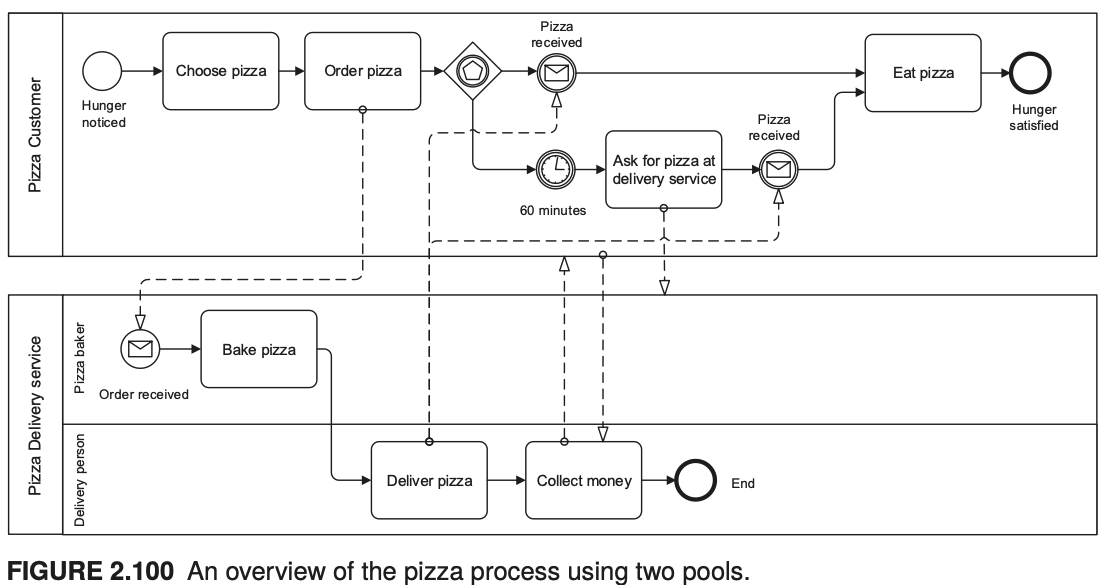 Pizza Customer
Hunger
noticed
Choose pizza
Order pizza
Pizza
received
60 minutes
Ask for pizza at
delivery service
Pizza
received
Eat pizza
Hunger
satisfied
Pizza Delivery service
Pizza baker
Order received
Bake pizza
Delivery person
Deliver pizza
Collect money
End
FIGURE 2.100 An overview of the pizza process using two pools.